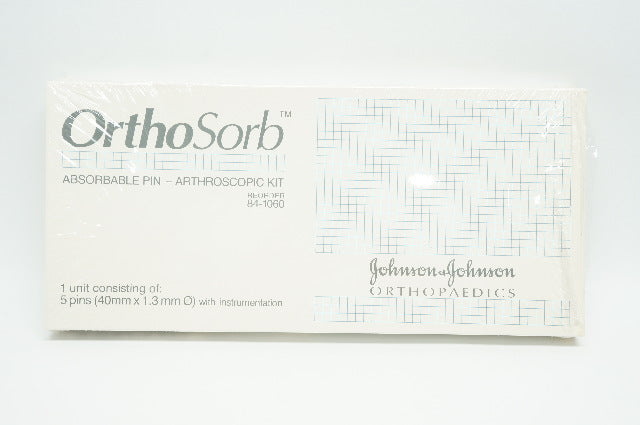 OrthoSorb™
ABSORBABLE PIN – ARTHROSCOPIC KIT
REORDER
84-1060
1 unit consisting of:
5 pins (40mm x 1.3 mm Ø) with instrumentation
Johnson & Johnson
ORTHOPAEDICS